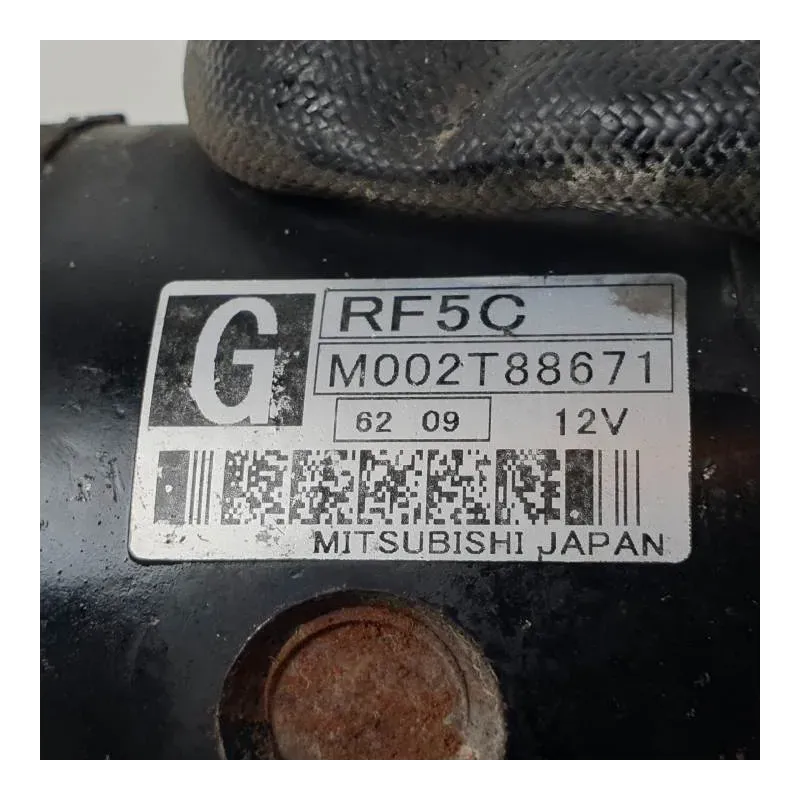 G
RF5C
M002T88671
62 09 12V
MITSUBISHI JAPAN